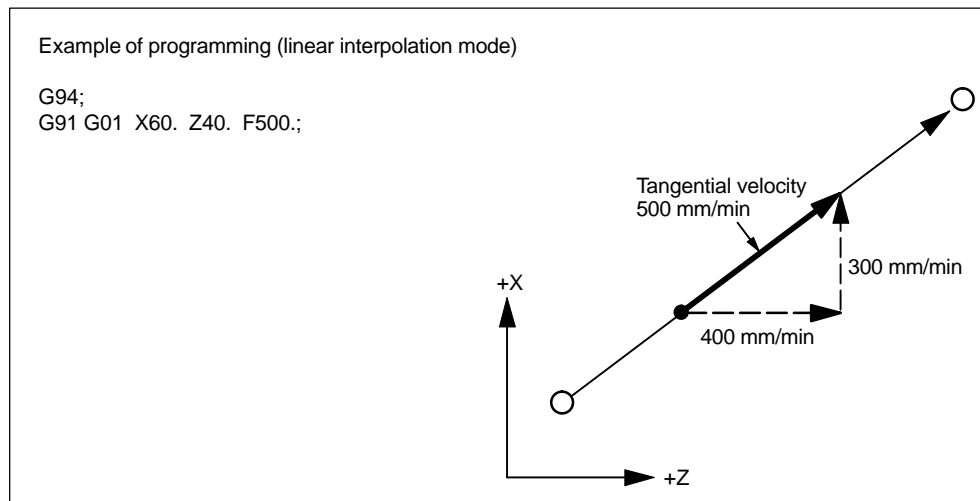 Example of programming (linear interpolation mode)
G94;
G91 G01 X60. Z40. F500.;
Tangential velocity
500 mm/min
300 mm/min
+X
400 mm/min
+Z